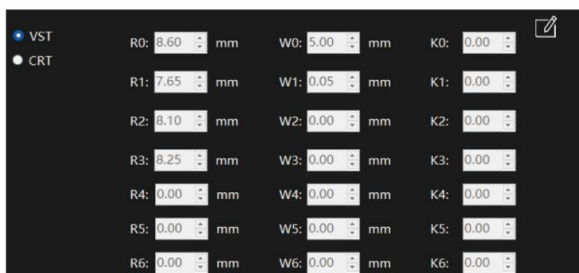 VST R0: 8.60 mm W0: 5.00 mm K0: 0.00
CRT
R1: 7.65 mm W1: 0.05 mm K1: 0.00
R2: 8.10 mm W2: 0.00 mm K2: 0.00
R3: 8.25 mm W3: 0.00 mm K3: 0.00
R4: 0.00 mm W4: 0.00 mm K4: 0.00
R5: 0.00 mm W5: 0.00 mm K5: 0.00
R6: 0.00 mm W6: 0.00 mm K6: 0.00